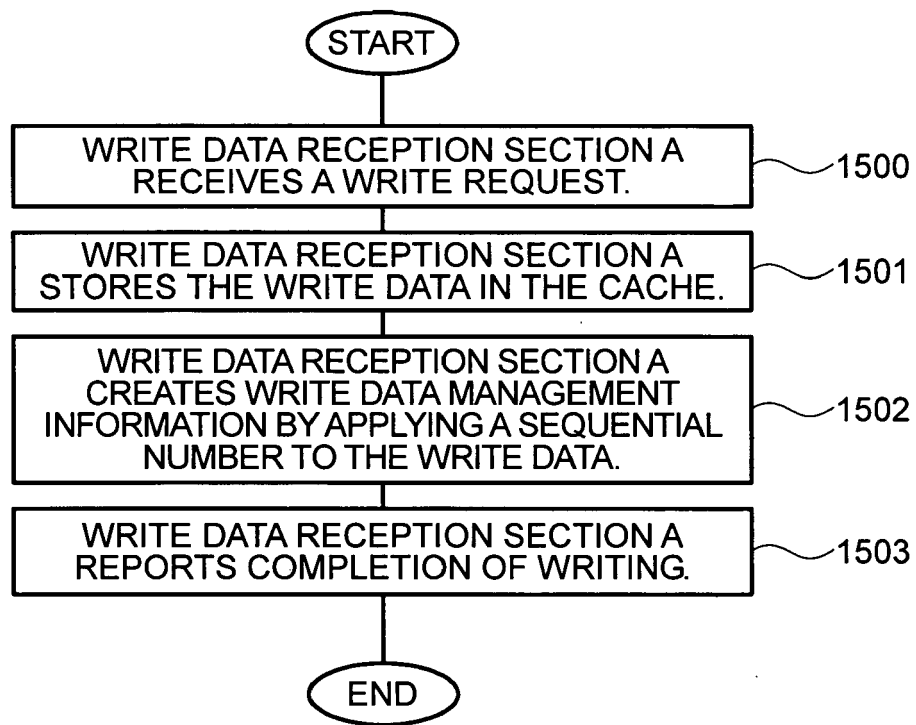 START
WRITE DATA RECEPTION SECTION A
RECEIVES A WRITE REQUEST.
1500
WRITE DATA RECEPTION SECTION A
STORES THE WRITE DATA IN THE CACHE.
1501
WRITE DATA RECEPTION SECTION A
CREATES WRITE DATA MANAGEMENT
INFORMATION BY APPLYING A SEQUENTIAL
NUMBER TO THE WRITE DATA.
1502
WRITE DATA RECEPTION SECTION A
REPORTS COMPLETION OF WRITING.
1503
END